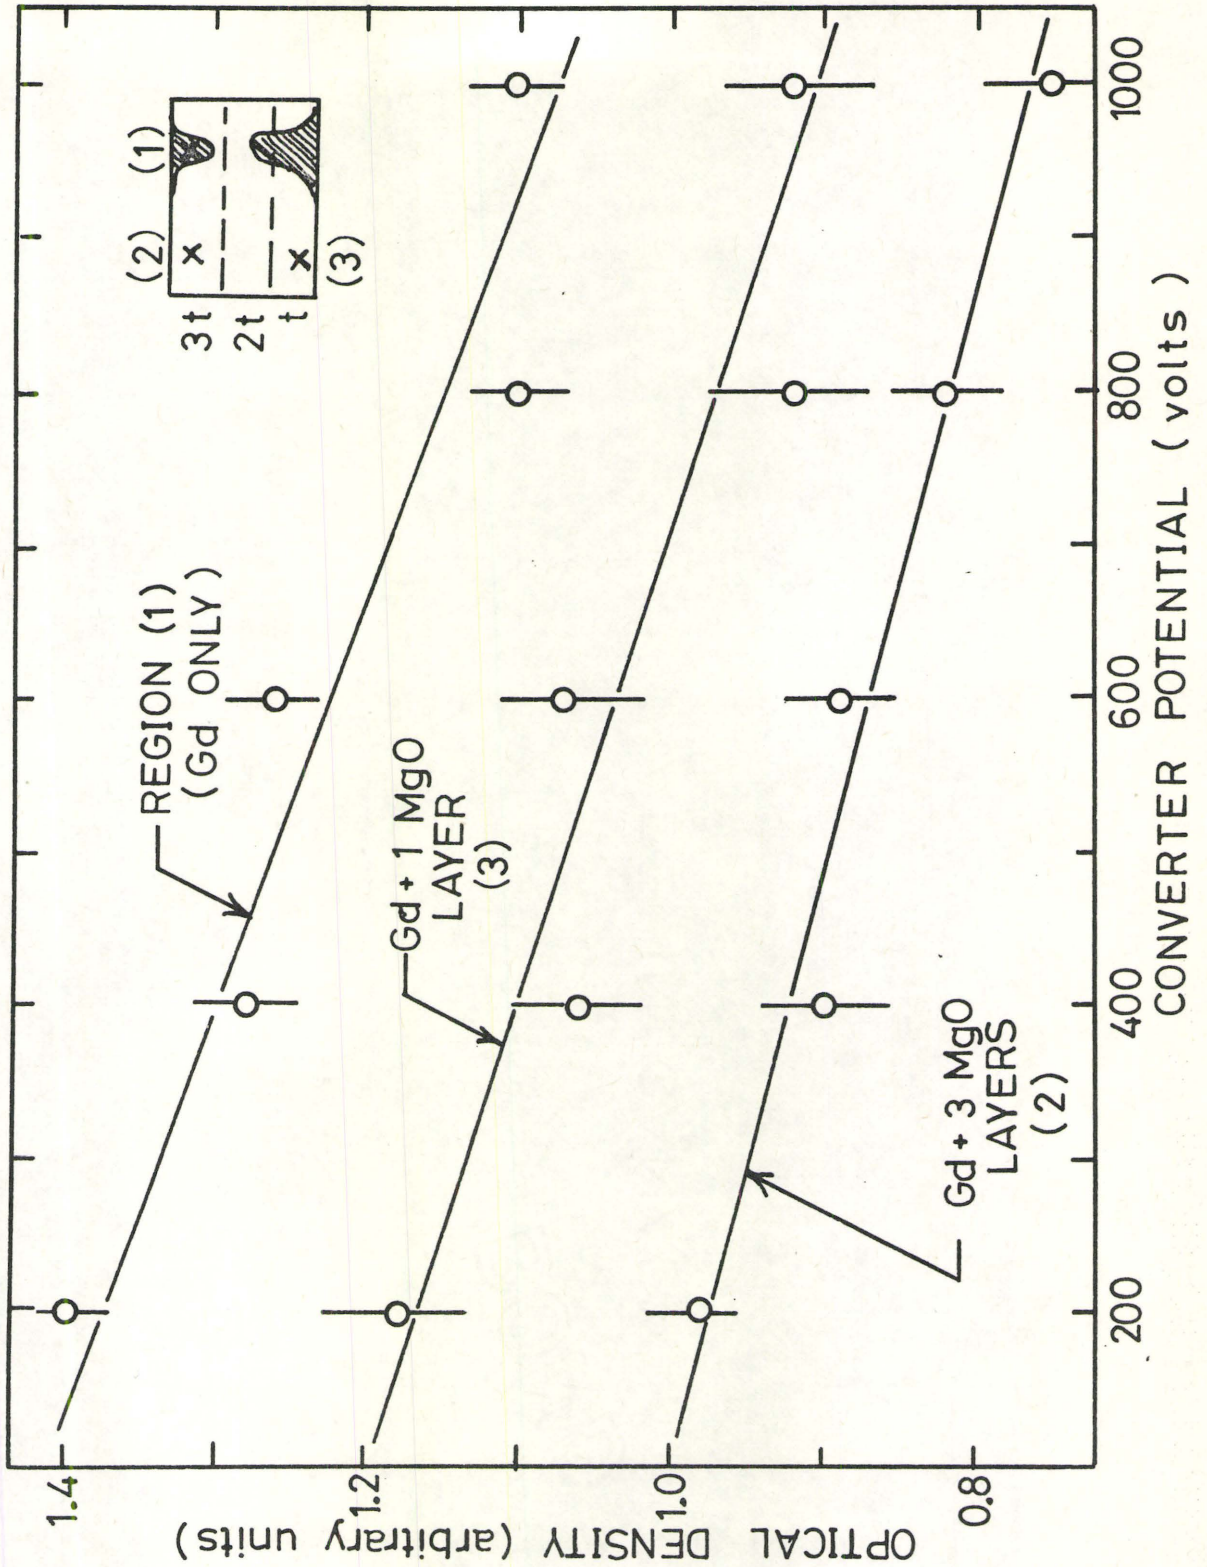 OPTICAL DENSITY (arbitrary units)
1.4
1.2
1.0
0.8
REGION (1)
(Gd ONLY)
Gd + 1 MgO
LAYER
(3)
Gd + 3 MgO
LAYERS
(2)
(2) (1)
3t x
2t
t x
(3)
200 400 600 800 1000
CONVERTER POTENTIAL (volts)